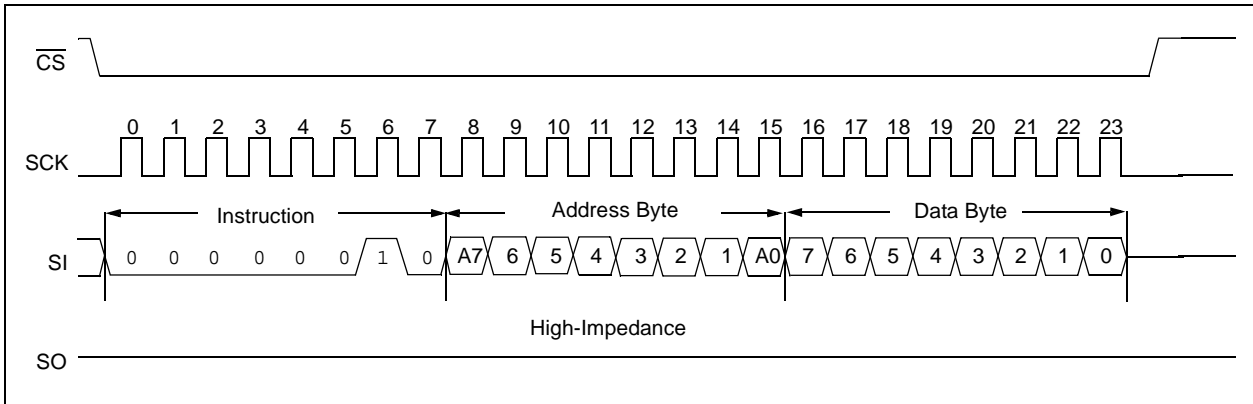 CS
0 1 2 3 4 5 6 7 8 9 10 11 12 13 14 15 16 17 18 19 20 21 22 23
SCK
Instruction Address Byte Data Byte
SI 0 0 0 0 0 0 1 0 A7 6 5 4 3 2 1 A0 7 6 5 4 3 2 1 0
High-Impedance
SO